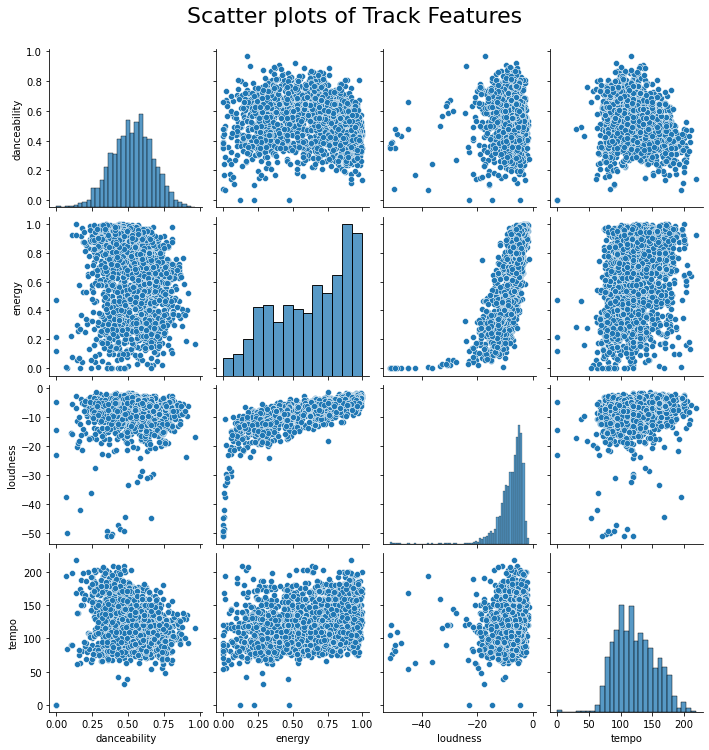 Scatter plots of Track Features
1.0
0.8
0.6
0.4
0.2
0.0
danceability
1.0
0.8
0.6
0.4
0.2
0.0
energy
0
−10
−20
−30
−40
−50
loudness
200
150
100
50
0
tempo
0.00 0.25 0.50 0.75 1.00
danceability
0.00 0.25 0.50 0.75 1.00
energy
−40 −20 0
loudness
0 50 100 150 200
tempo